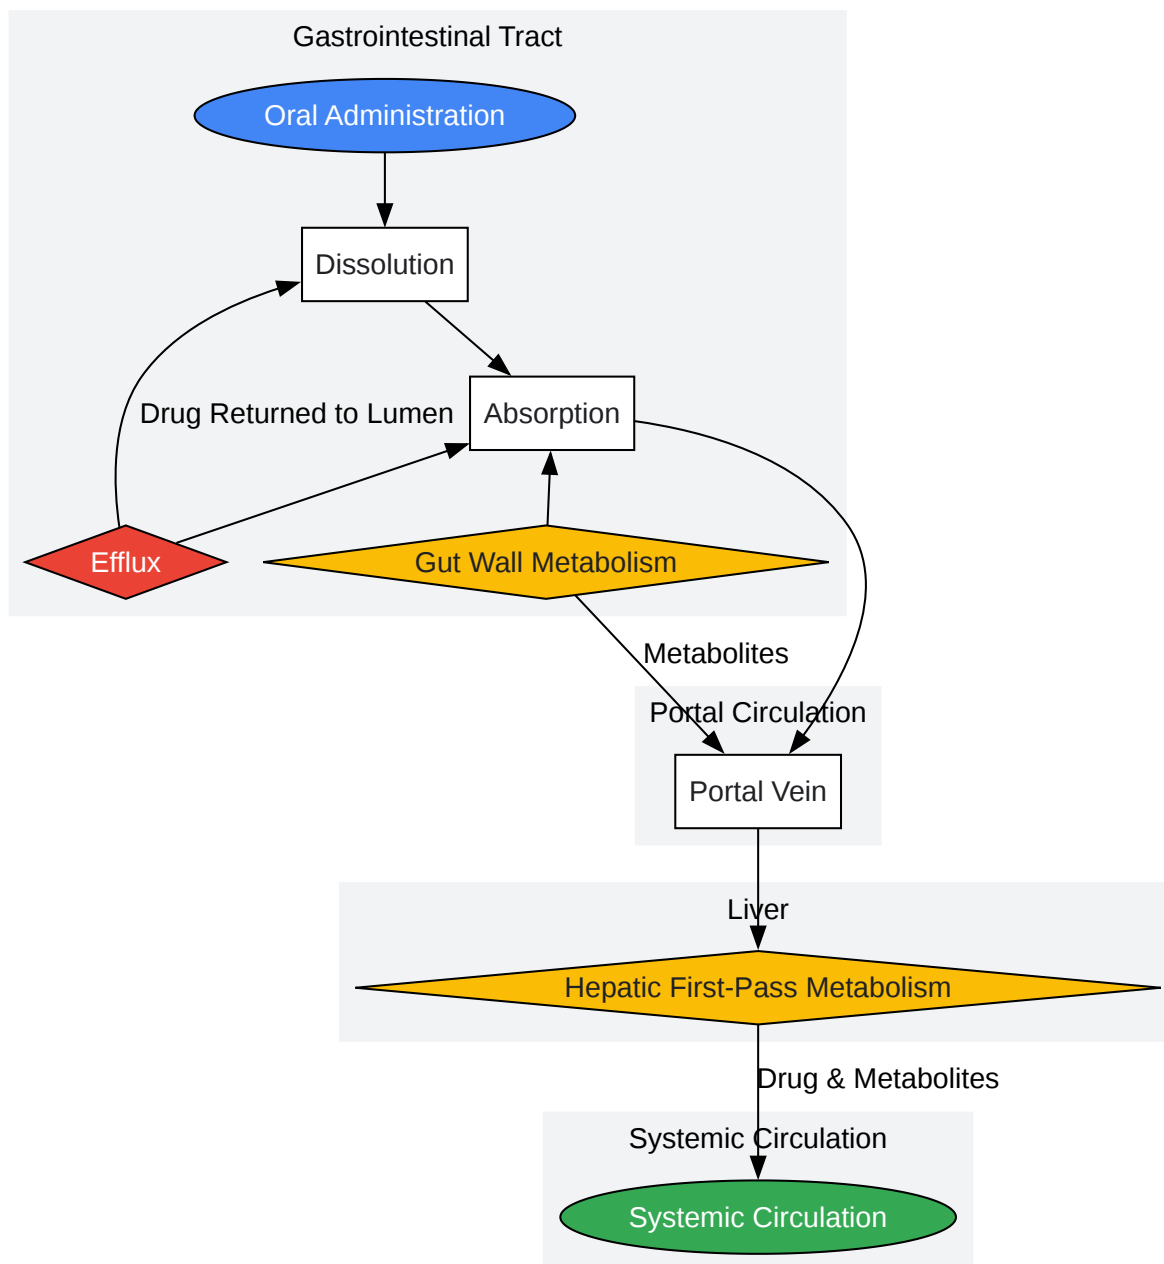 Gastrointestinal Tract
Oral Administration
Dissolution
Drug Returned to Lumen
Absorption
Efflux
Gut Wall Metabolism
Metabolites
Portal Circulation
Portal Vein
Liver
Hepatic First-Pass Metabolism
Drug & Metabolites
Systemic Circulation
Systemic Circulation